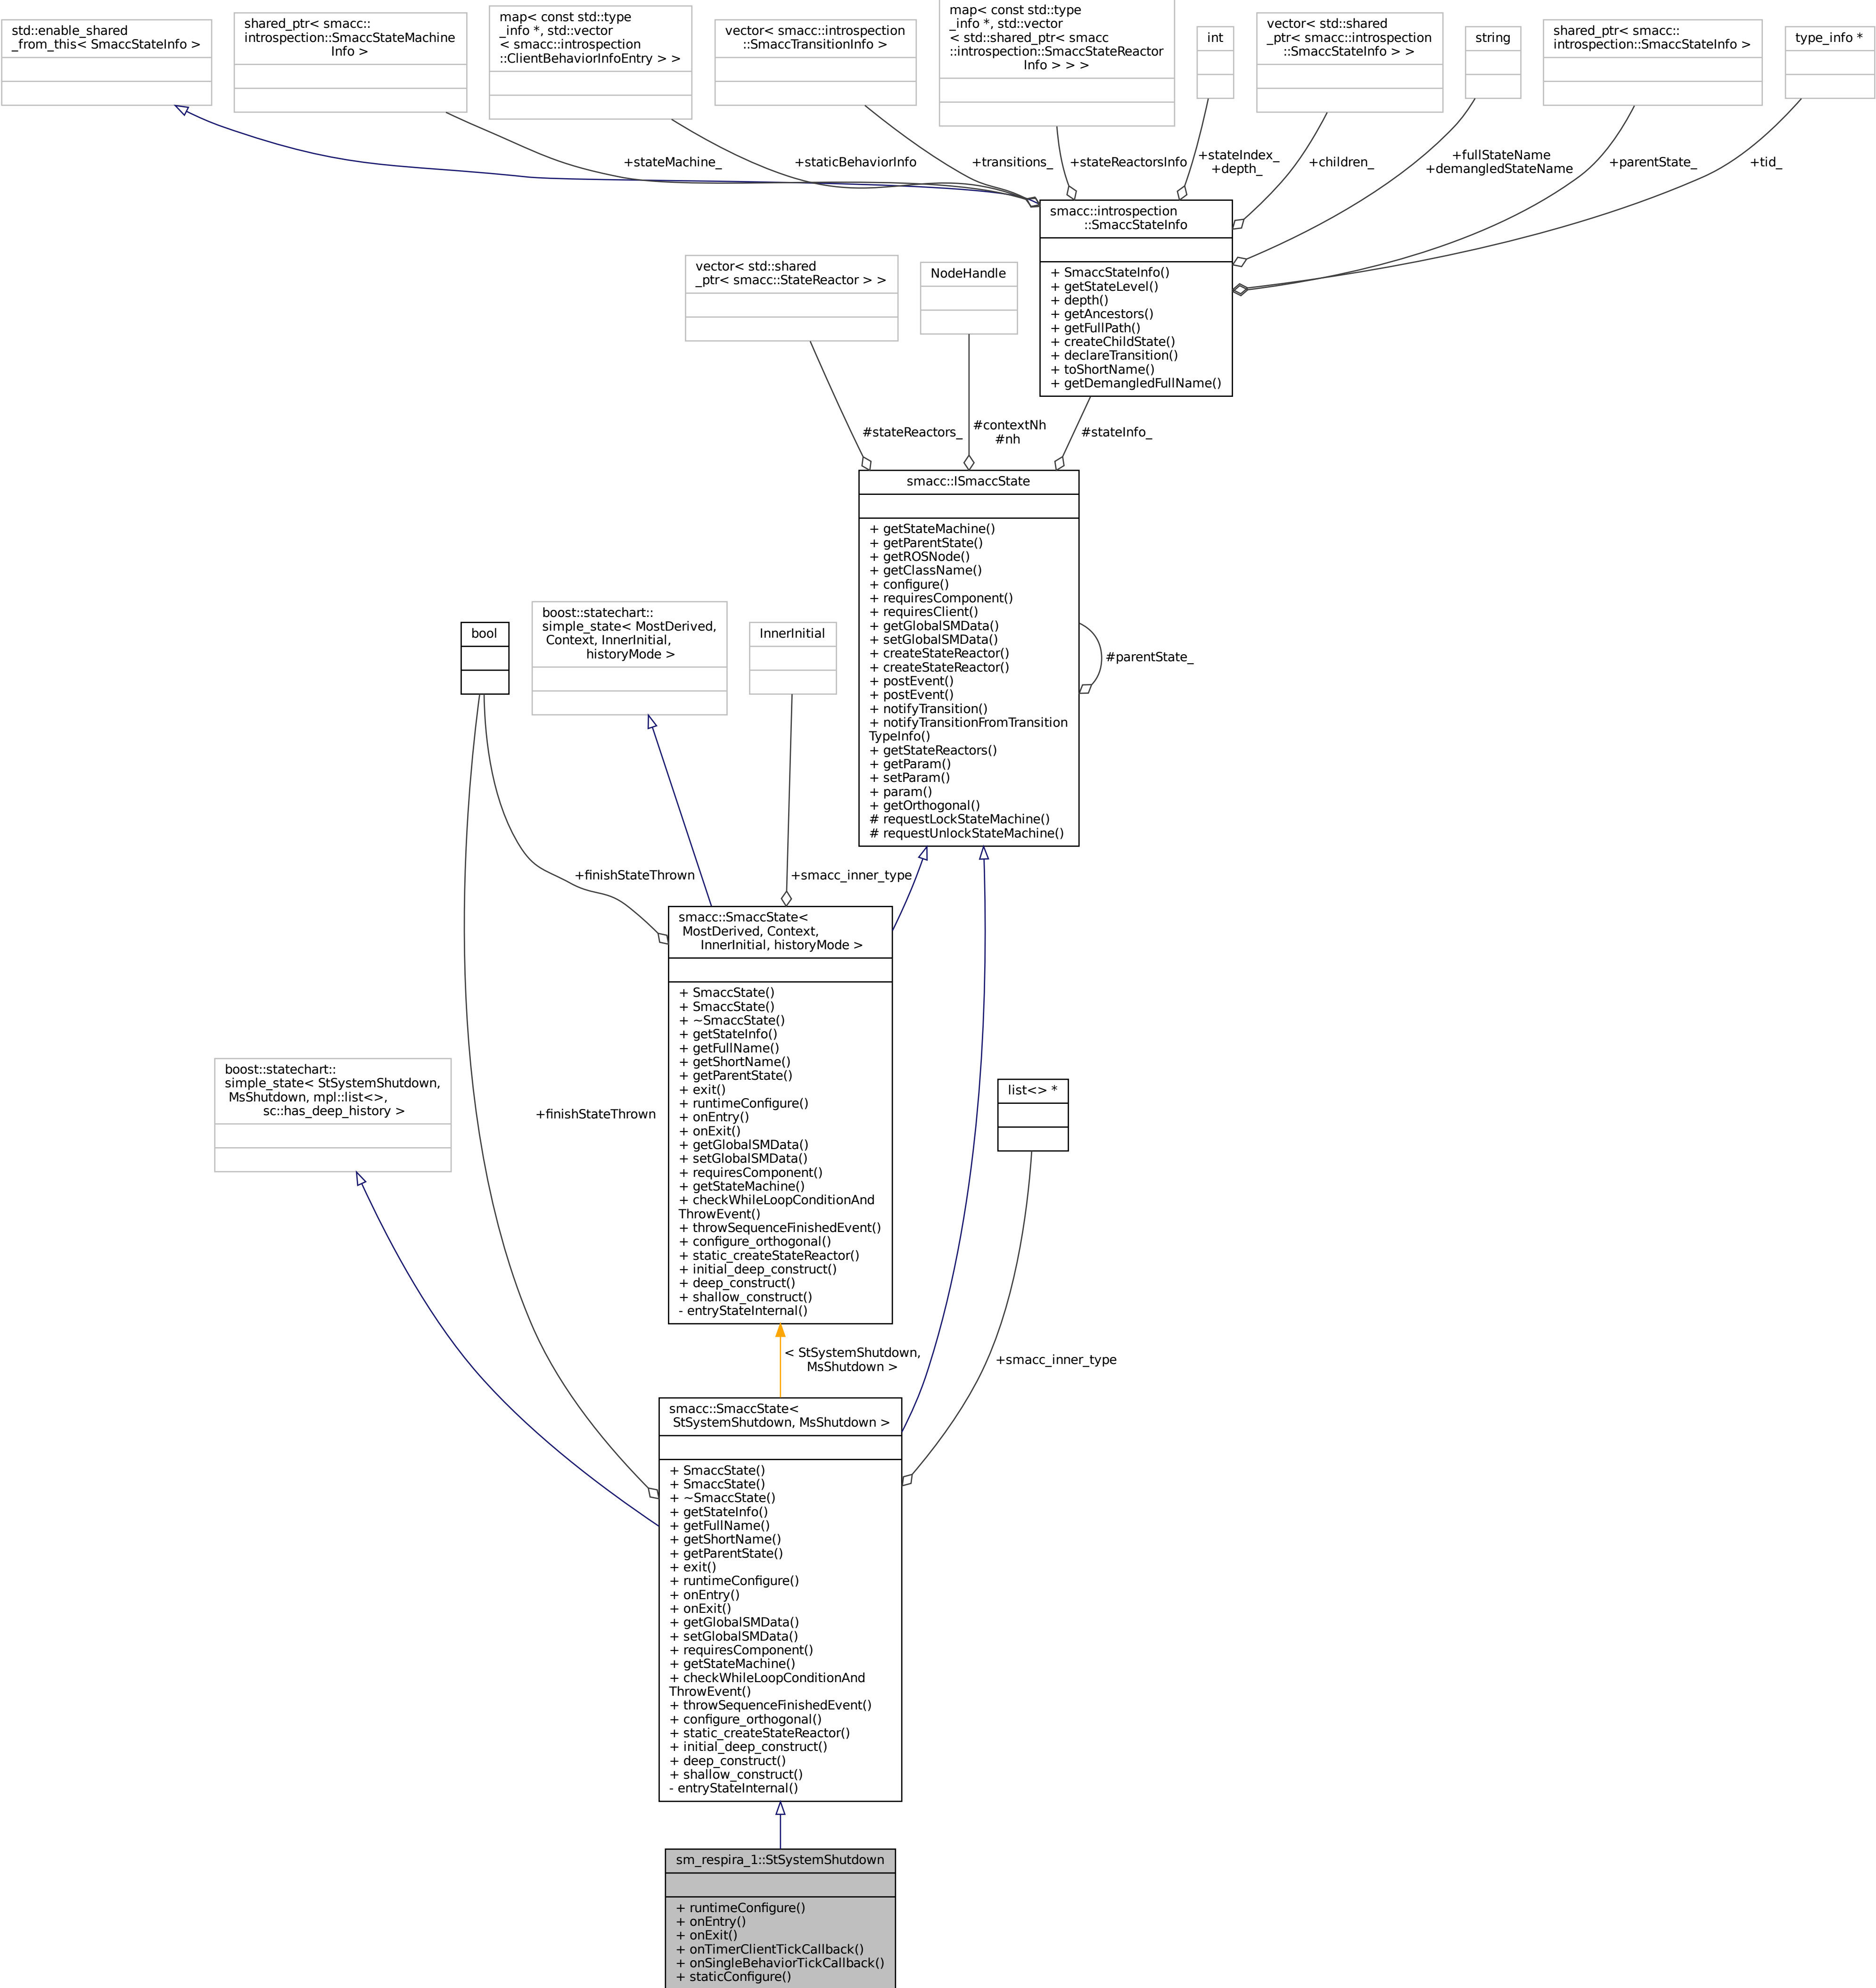 std::enable_shared
_from_this< SmaccStateInfo >
shared_ptr< smacc::
introspection::SmaccStateMachine
Info >
map< const std::type
_info *, std::vector
< smacc::introspection
::ClientBehaviorInfoEntry > >
vector< smacc::introspection
::SmaccTransitionInfo >
map< const std::type
_info *, std::vector
< std::shared_ptr< smacc
::introspection::SmaccStateReactor
Info > > >
int
vector< std::shared
_ptr< smacc::introspection
::SmaccStateInfo > >
string
shared_ptr< smacc::
introspection::SmaccStateInfo >
type_info *
+stateMachine_
+staticBehaviorInfo
+transitions_
+stateReactorsInfo
+stateIndex_
+depth_
+children_
+fullStateName
+demangledStateName
+parentState_
+tid_
smacc::introspection
::SmaccStateInfo
+ SmaccStateInfo()
+ getStateLevel()
+ depth()
+ getAncestors()
+ getFullPath()
+ createChildState()
+ declareTransition()
+ toShortName()
+ getDemangledFullName()
vector< std::shared
_ptr< smacc::StateReactor > >
NodeHandle
#stateReactors_
#contextNh
#nh
#stateInfo_
smacc::ISmaccState
+ getStateMachine()
+ getParentState()
+ getROSNode()
+ getClassName()
+ configure()
+ requiresComponent()
+ requiresClient()
+ getGlobalSMData()
+ setGlobalSMData()
+ createStateReactor()
+ createStateReactor()
+ postEvent()
+ postEvent()
+ notifyTransition()
+ notifyTransitionFromTransition
TypeInfo()
+ getStateReactors()
+ getParam()
+ setParam()
+ param()
+ getOrthogonal()
# requestLockStateMachine()
# requestUnlockStateMachine()
#parentState_
bool
boost::statechart::
simple_state< MostDerived,
Context, InnerInitial,
historyMode >
InnerInitial
+finishStateThrown
+smacc_inner_type
smacc::SmaccState<
MostDerived, Context,
InnerInitial, historyMode >
+ SmaccState()
+ SmaccState()
+ ~SmaccState()
+ getStateInfo()
+ getFullName()
+ getShortName()
+ getParentState()
+ exit()
+ runtimeConfigure()
+ onEntry()
+ onExit()
+ getGlobalSMData()
+ setGlobalSMData()
+ requiresComponent()
+ getStateMachine()
+ checkWhileLoopConditionAnd
ThrowEvent()
+ throwSequenceFinishedEvent()
+ configure_orthogonal()
+ static_createStateReactor()
+ initial_deep_construct()
+ deep_construct()
+ shallow_construct()
- entryStateInternal()
boost::statechart::
simple_state< StSystemShutdown,
MsShutdown, mpl::list<>,
sc::has_deep_history >
+finishStateThrown
list<> *
< StSystemShutdown,
MsShutdown >
+smacc_inner_type
smacc::SmaccState<
StSystemShutdown, MsShutdown >
+ SmaccState()
+ SmaccState()
+ ~SmaccState()
+ getStateInfo()
+ getFullName()
+ getShortName()
+ getParentState()
+ exit()
+ runtimeConfigure()
+ onEntry()
+ onExit()
+ getGlobalSMData()
+ setGlobalSMData()
+ requiresComponent()
+ getStateMachine()
+ checkWhileLoopConditionAnd
ThrowEvent()
+ throwSequenceFinishedEvent()
+ configure_orthogonal()
+ static_createStateReactor()
+ initial_deep_construct()
+ deep_construct()
+ shallow_construct()
- entryStateInternal()
sm_respira_1::StSystemShutdown
+ runtimeConfigure()
+ onEntry()
+ onExit()
+ onTimerClientTickCallback()
+ onSingleBehaviorTickCallback()
+ staticConfigure()